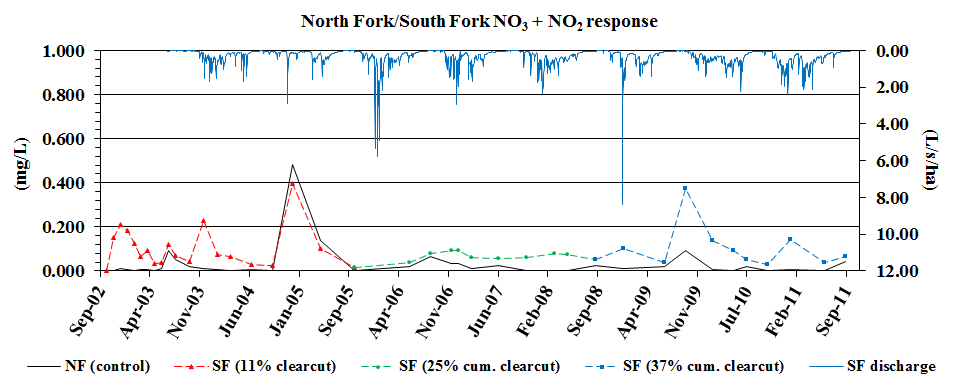 North Fork/South Fork NO₃ + NO₂ response
1.000
0.800
0.600
0.400
0.200
0.000
(mg/L)
0.00
2.00
4.00
6.00
8.00
10.00
12.00
(L/s/ha)
Sep-02 Apr-03 Nov-03 Jun-04 Jan-05 Sep-05 Apr-06 Nov-06 Jun-07 Feb-08 Sep-08 Apr-09 Nov-09 Jul-10 Feb-11 Sep-11
NF (control) SF (11% clearcut) SF (25% cum. clearcut) SF (37% cum. clearcut) SF discharge